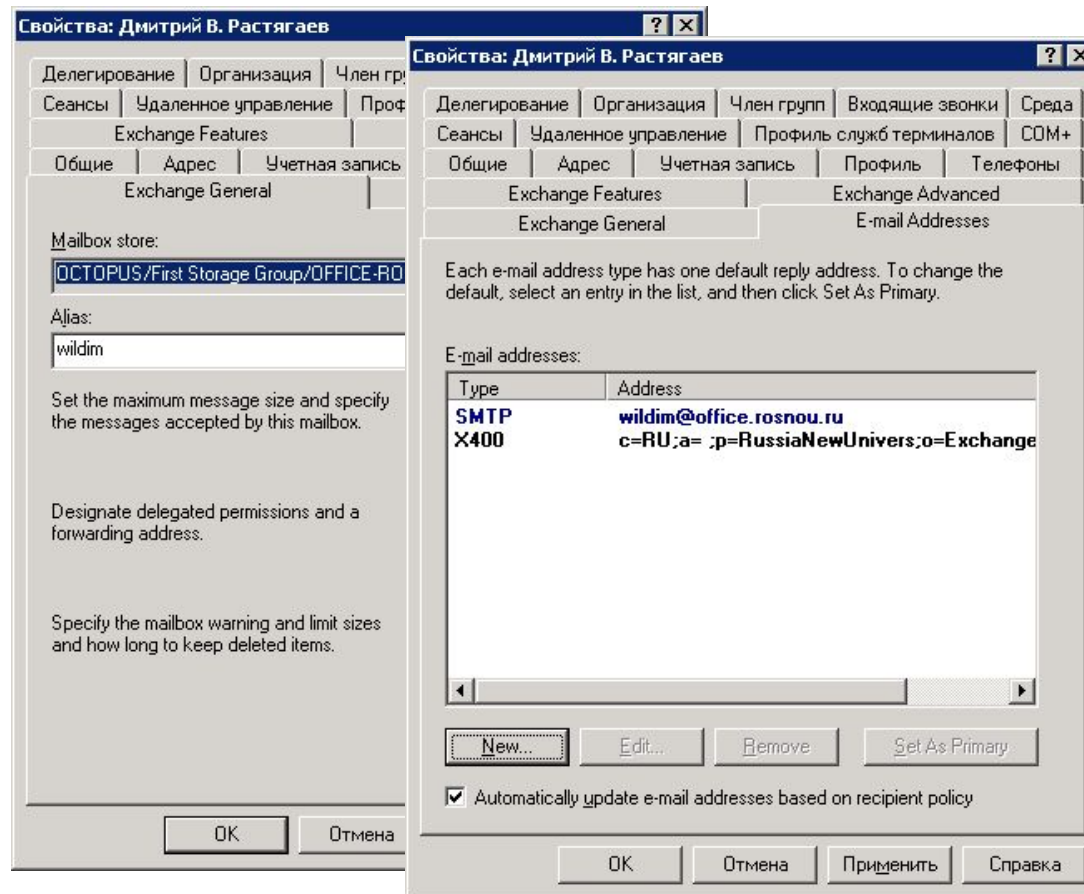 Свойства: Дмитрий В. Растягаев
Делегирование Организация Член гру
Сеансы Удаленное управление Проф
Exchange Features
Общие Адрес Учетная запись
Exchange General
Mailbox store:
OCTOPUS/First Storage Group/OFFICE-RO
Alias:
wildim
Set the maximum message size and specify
the messages accepted by this mailbox.
Designate delegated permissions and a
forwarding address.
Specify the mailbox warning and limit sizes
and how long to keep deleted items.
OK Отмена
Свойства: Дмитрий В. Растягаев
Делегирование Организация Член групп Входящие звонки Среда
Сеансы Удаленное управление Профиль служб терминалов COM+
Общие Адрес Учетная запись Профиль Телефоны
Exchange Features Exchange Advanced
Exchange General E-mail Addresses
Each e-mail address type has one default reply address. To change the
default, select an entry in the list, and then click Set As Primary.
E-mail addresses:
Type Address
SMTP wildim@office.rosnou.ru
X400 c=RU;a= ;p=RussiaNewUnivers;o=Exchange
New... Edit... Remove Set As Primary
Automatically update e-mail addresses based on recipient policy
OK Отмена Применить Справка